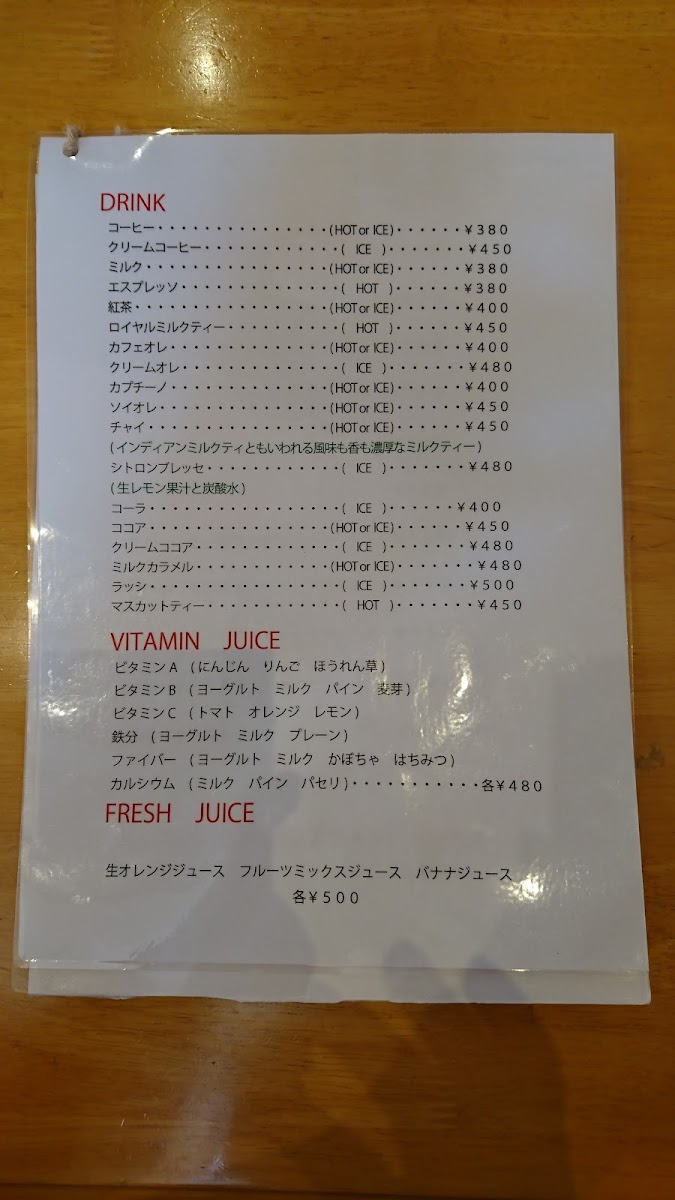 DRINK
コーヒー・・・・・・・・・・・・・・・(HOT or ICE)・・・・・・￥３８０
クリームコーヒー・・・・・・・・・・・・(　ICE　)・・・・・・・￥４５０
ミルク・・・・・・・・・・・・・・・・(HOT or ICE)・・・・・・￥３８０
エスプレッソ・・・・・・・・・・・・・・(　HOT　)・・・・・・・￥３８０
紅茶・・・・・・・・・・・・・・・・・(HOT or ICE)・・・・・・￥４００
ロイヤルミルクティー・・・・・・・・・・(　HOT　)・・・・・・・￥４５０
カフェオレ・・・・・・・・・・・・・・(HOT or ICE)・・・・・・￥４００
クリームオレ・・・・・・・・・・・・・・(　ICE　)・・・・・・・￥４８０
カプチーノ・・・・・・・・・・・・・・(HOT or ICE)・・・・・・￥４００
ソイオレ・・・・・・・・・・・・・・・(HOT or ICE)・・・・・・￥４５０
チャイ・・・・・・・・・・・・・・・・(HOT or ICE)・・・・・・￥４５０
(インディアンミルクティともいわれる風味も香も濃厚なミルクティー)
シトロンブレッセ・・・・・・・・・・・・(　ICE　)・・・・・・・￥４８０
(生レモン果汁と炭酸水)
コーラ・・・・・・・・・・・・・・・・・(　ICE　)・・・・・・￥４００
ココア・・・・・・・・・・・・・・・・(HOT or ICE)・・・・・・￥４５０
クリームココア・・・・・・・・・・・・・(　ICE　)・・・・・・・￥４８０
ミルクカラメル・・・・・・・・・・・・(HOT or ICE)・・・・・・・￥４８０
ラッシ・・・・・・・・・・・・・・・・・(　ICE　)・・・・・・・￥５００
マスカットティー・・・・・・・・・・・・(　HOT　)・・・・・・・￥４５０
VITAMIN　JUICE
ビタミンA　(にんじん　りんご　ほうれん草)
ビタミンB　(ヨーグルト　ミルク　パイン　麦芽)
ビタミンC　(トマト　オレンジ　レモン)
鉄分　(ヨーグルト　ミルク　プレーン)
ファイバー　(ヨーグルト　ミルク　かぼちゃ　はちみつ)
カルシウム　(ミルク　パイン　パセリ)・・・・・・・・・・・各￥４８０
FRESH　JUICE
生オレンジジュース　フルーツミックスジュース　バナナジュース
各￥５００